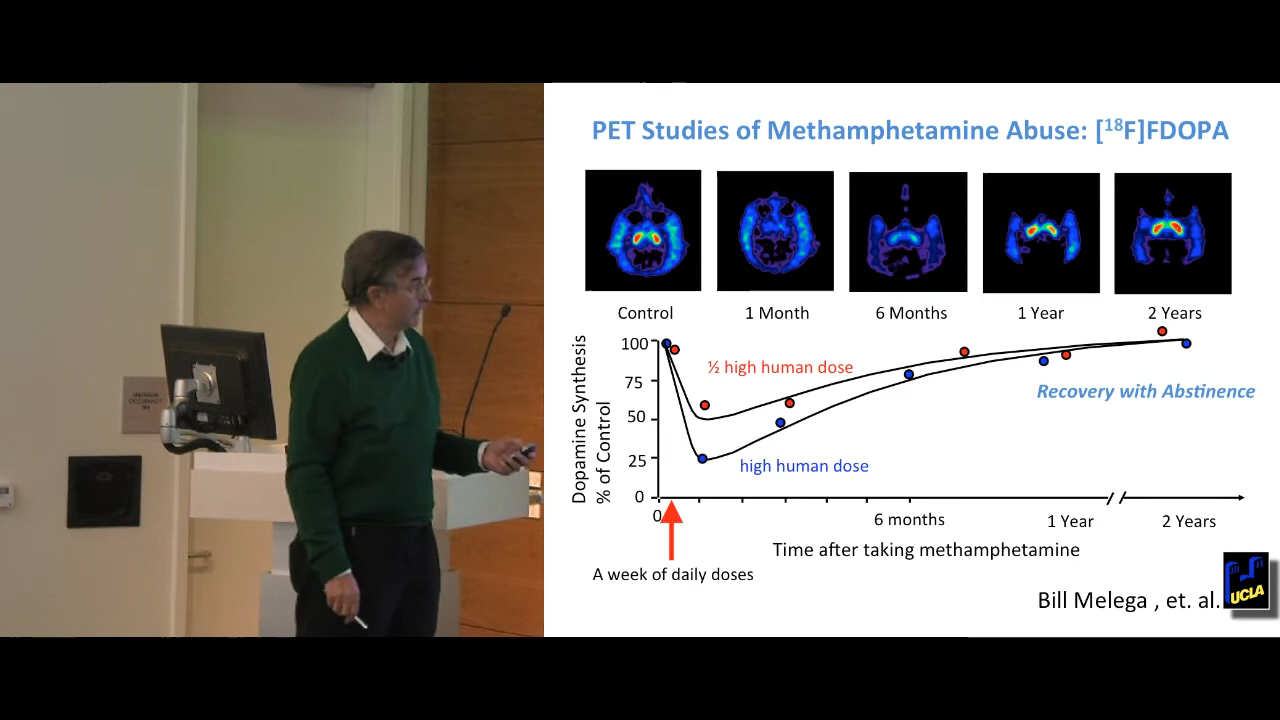 PET Studies of Methamphetamine Abuse: [18F]FDOPA
Control
1 Month
6 Months
1 Year
2 Years
Dopamine Synthesis
% of Control
100
75
50
25
0
½ high human dose
high human dose
Recovery with Abstinence
0
6 months
1 Year
2 Years
Time after taking methamphetamine
A week of daily doses
Bill Melega , et. al.
UCLA
MAXIMUM
OCCUPANCY